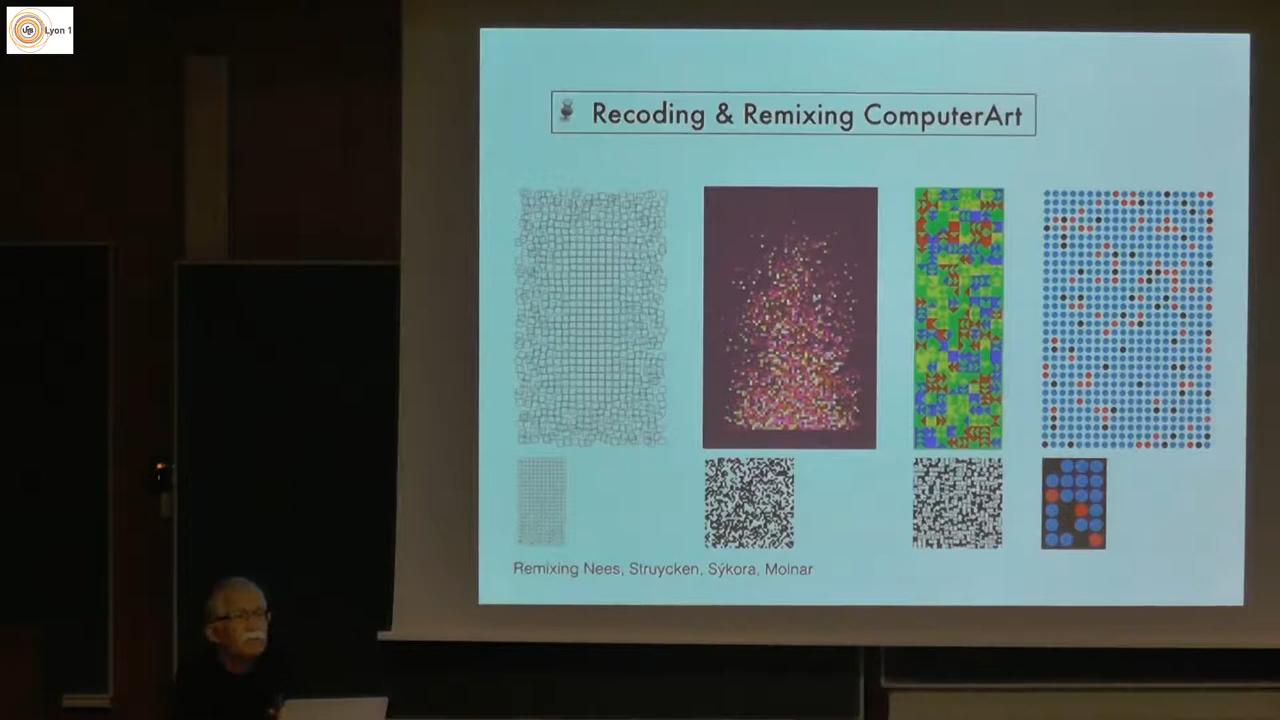 Lyon 1
Recoding & Remixing ComputerArt
Remixing Nees, Struycken, Sýkora, Molnar